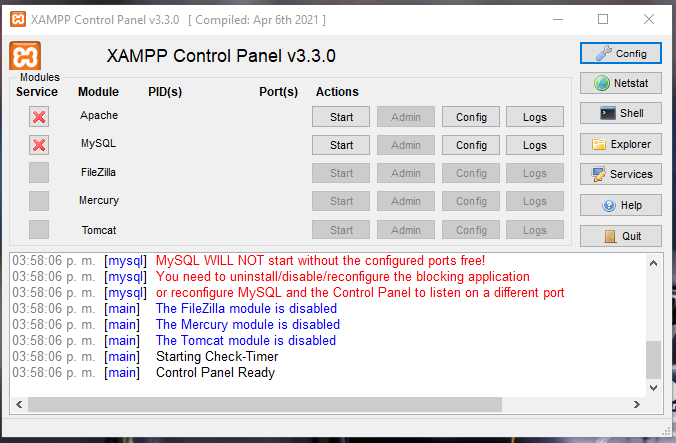 XAMPP Control Panel v3.3.0 [ Compiled: Apr 6th 2021 ]
XAMPP Control Panel v3.3.0
Config
Modules
Service Module PID(s) Port(s) Actions
Netstat
Apache Start Admin Config Logs
Shell
MySQL Start Admin Config Logs
Explorer
FileZilla Start Admin Config Logs
Services
Mercury Start Admin Config Logs
Help
Tomcat Start Admin Config Logs
Quit
03:58:06 p. m. [mysql] MySQL WILL NOT start without the configured ports free!
03:58:06 p. m. [mysql] You need to uninstall/disable/reconfigure the blocking application
03:58:06 p. m. [mysql] or reconfigure MySQL and the Control Panel to listen on a different port
03:58:06 p. m. [main] The FileZilla module is disabled
03:58:06 p. m. [main] The Mercury module is disabled
03:58:06 p. m. [main] The Tomcat module is disabled
03:58:06 p. m. [main] Starting Check-Timer
03:58:06 p. m. [main] Control Panel Ready